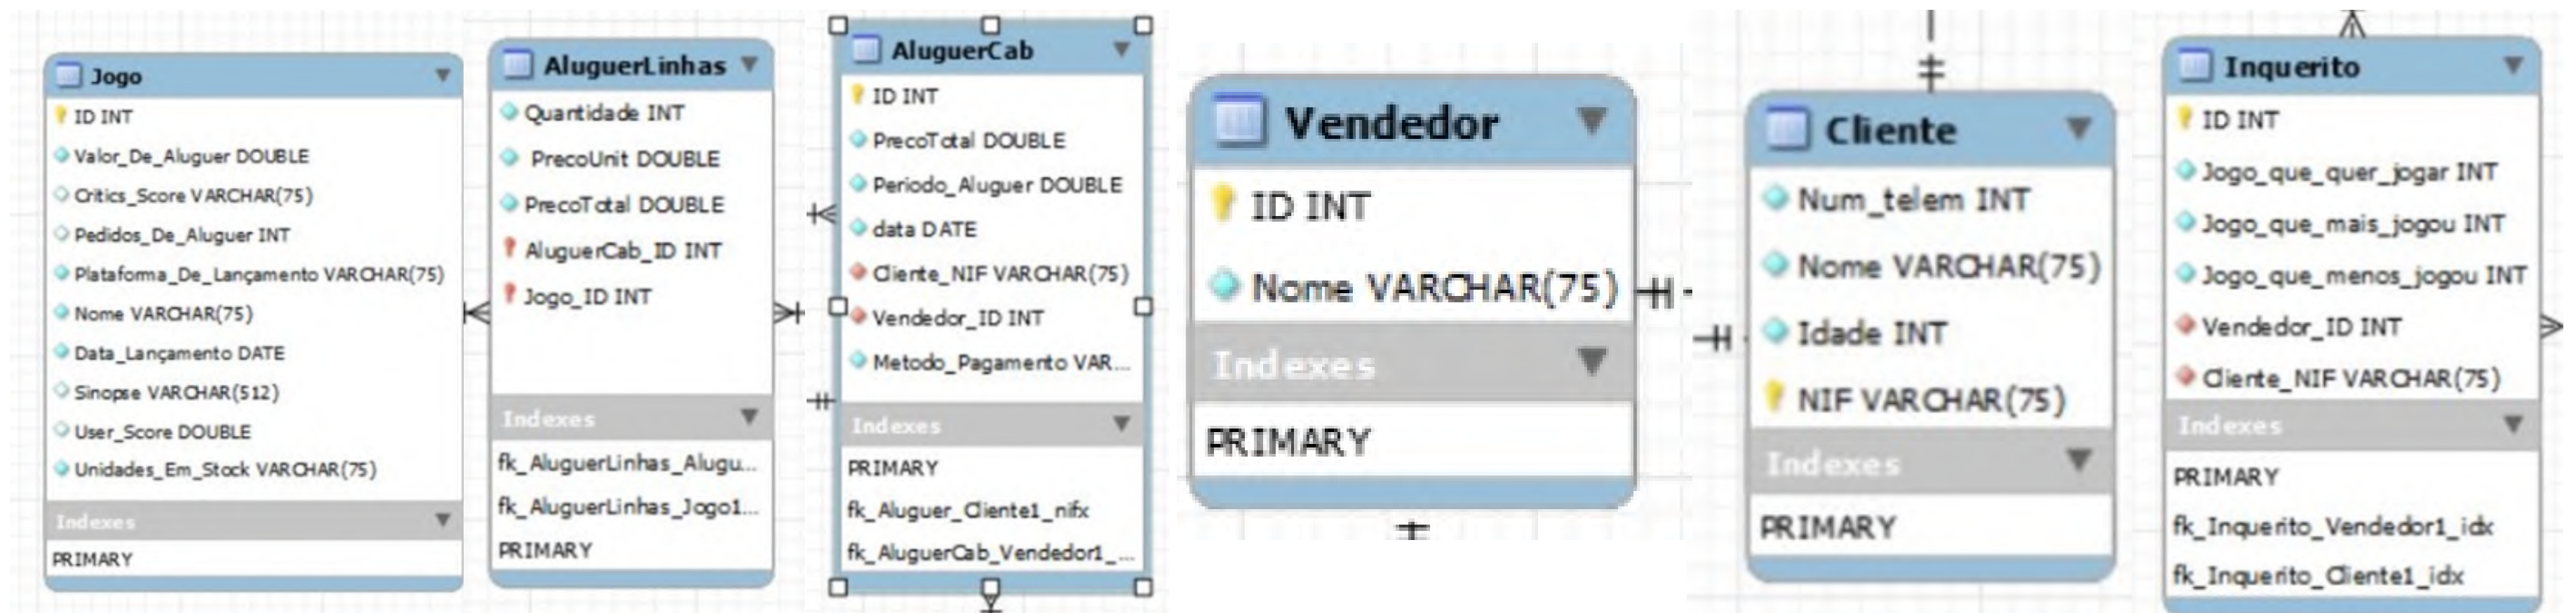 Jogo
ID INT
Valor_De_Aluguer DOUBLE
Critics_Score VARCHAR(75)
Pedidos_De_Aluguer INT
Plataforma_De_Lançamento VARCHAR(75)
Nome VARCHAR(75)
Data_Lançamento DATE
Sinopse VARCHAR(512)
User_Score DOUBLE
Unidades_Em_Stock VARCHAR(75)
Indexes
PRIMARY
AluguerLinhas
Quantidade INT
PrecoUnit DOUBLE
PrecoTotal DOUBLE
AluguerCab_ID INT
Jogo_ID INT
Indexes
fk_AluguerLinhas_Alugu...
fk_AluguerLinhas_Jogo1...
PRIMARY
AluguerCab
ID INT
PrecoTotal DOUBLE
Periodo_Aluguer DOUBLE
data DATE
Cliente_NIF VARCHAR(75)
Vendedor_ID INT
Metodo_Pagamento VAR...
Indexes
PRIMARY
fk_Aluguer_Cliente1_nifx
fk_AluguerCab_Vendedor1_...
Vendedor
ID INT
Nome VARCHAR(75)
Indexes
PRIMARY
Cliente
Num_telem INT
Nome VARCHAR(75)
Idade INT
NIF VARCHAR(75)
Indexes
PRIMARY
Inquerito
ID INT
Jogo_que_quer_jogar INT
Jogo_que_mais_jogou INT
Jogo_que_menos_jogou INT
Vendedor_ID INT
Cliente_NIF VARCHAR(75)
Indexes
PRIMARY
fk_Inquerito_Vendedor1_idx
fk_Inquerito_Cliente1_idx